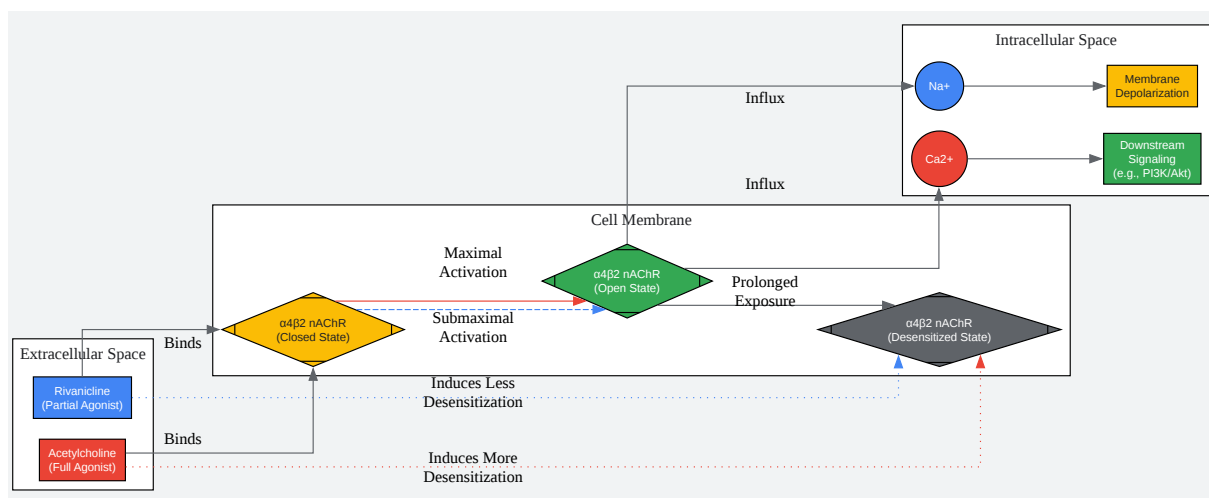 Intracellular Space
Na+
Membrane
Depolarization
Influx
Ca2+
Downstream
Signaling
(e.g., PI3K/Akt)
Influx
Cell Membrane
Maximal
Activation
α4β2 nAChR
(Open State)
Prolonged
Exposure
α4β2 nAChR
(Closed State)
Submaximal
Activation
α4β2 nAChR
(Desensitized State)
Binds
Extracellular Space
Rivanicline
(Partial Agonist)
Induces Less
Desensitization
Binds
Acetylcholine
(Full Agonist)
Induces More
Desensitization